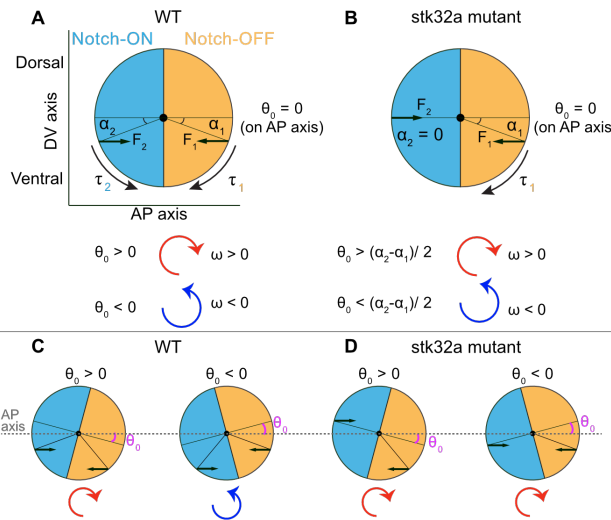 A
WT
B
stk32a mutant
Notch-ON
Notch-OFF
Dorsal
DV axis
Ventral
AP axis
α₂
F₂
F₁
α₁
τ₂
τ₁
θ₀ = 0
(on AP axis)
F₂
α₂ = 0
F₁
α₁
τ₁
θ₀ = 0
(on AP axis)
θ₀ > 0
ω > 0
θ₀ < 0
ω < 0
θ₀ > (α₂-α₁)/ 2
ω > 0
θ₀ < (α₂-α₁)/ 2
ω < 0
C
WT
D
stk32a mutant
θ₀ > 0
θ₀ < 0
θ₀ > 0
θ₀ < 0
AP
axis
θ₀
θ₀
θ₀
θ₀